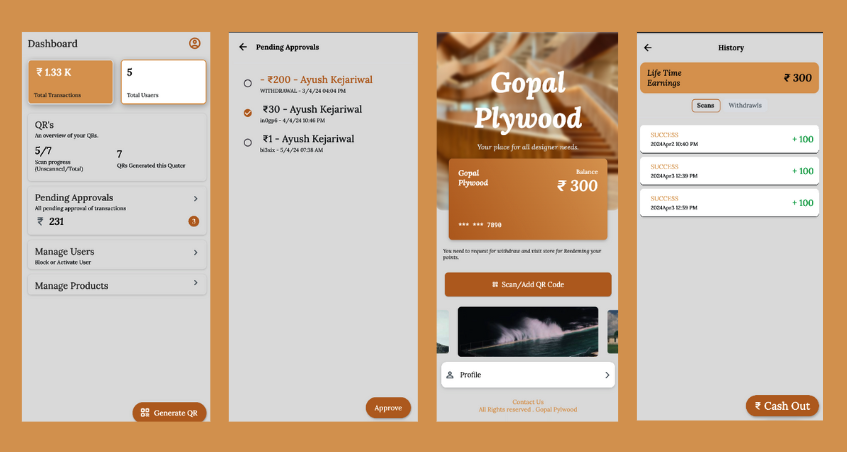 Dashboard
₹ 1.33 K
Total Transactions
5
Total Users
QR's
An overview of your QRs.
5/7
Scan progress
(Unscanned/Total)
7
QRs Generated this Quater
Pending Approvals
All pending approval of transactions
₹ 231
3
Manage Users
Block or Activate User
Manage Products
Generate QR
Pending Approvals
- ₹200 - Ayush Kejariwal
WITHDRAWAL - 3/4/24 04:04 PM
₹30 - Ayush Kejariwal
in0gp6 - 4/4/24 10:46 PM
₹1 - Ayush Kejariwal
- 5/4/24 07:38 AM
Approve
Gopal
Plywood
Your place for all designer needs.
Gopal
Plywood
Balance
₹ 300
*** *** 7890
You need to request for withdraw and visit store for Reedeming your
points.
Scan/Add QR Code
Profile
Contact Us
All Rights reserved . Gopal Pylwood
History
Life Time
Earnings
₹ 300
Scans
Withdrawls
SUCCESS
2024Apr2 10:40 PM
+ 100
SUCCESS
2024Apr3 12:39 PM
+ 100
SUCCESS
2024Apr3 12:59 PM
+ 100
₹ Cash Out